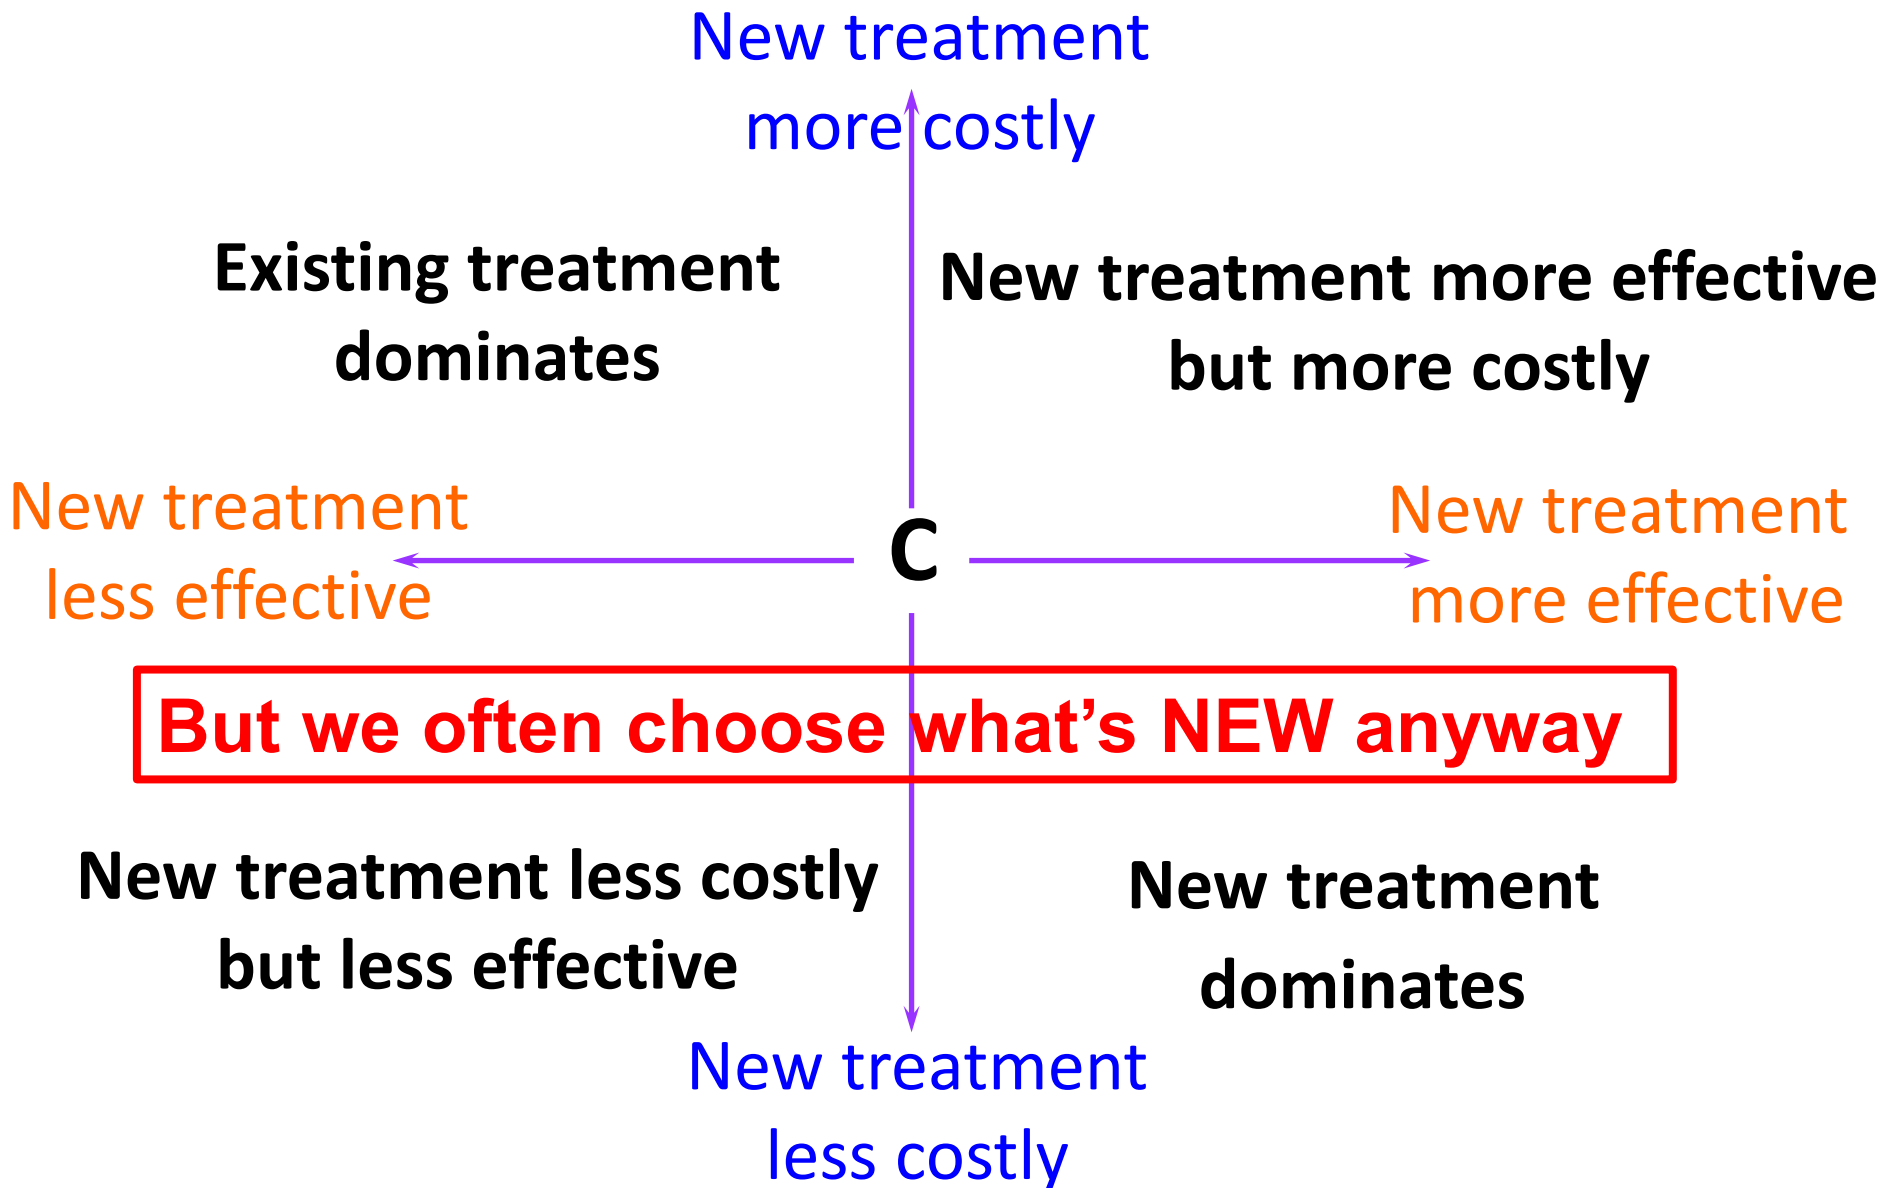 New treatment
more costly
Existing treatment
dominates
New treatment more effective
but more costly
New treatment
less effective
C
New treatment
more effective
But we often choose what’s NEW anyway
New treatment less costly
but less effective
New treatment
dominates
New treatment
less costly